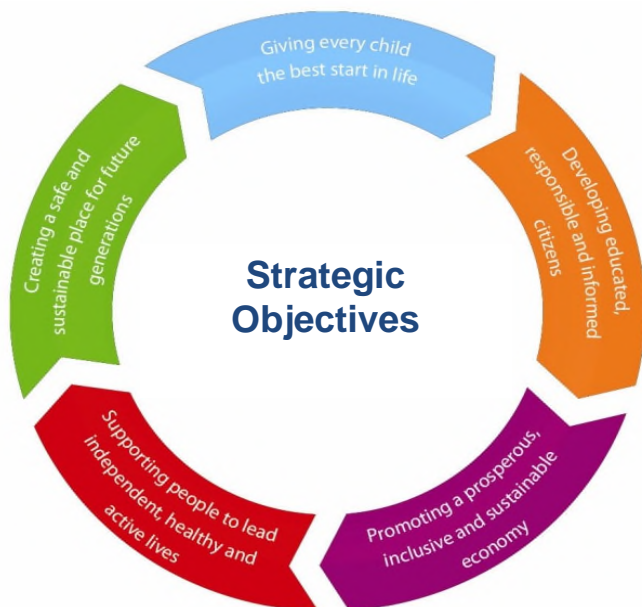 Giving every child
the best start in life
Developing educated,
responsible and informed
citizens
Promoting a prosperous,
inclusive and sustainable
economy
Supporting people to lead
independent, healthy and
active lives
Creating a safe and
sustainable place for future
generations
Strategic
Objectives